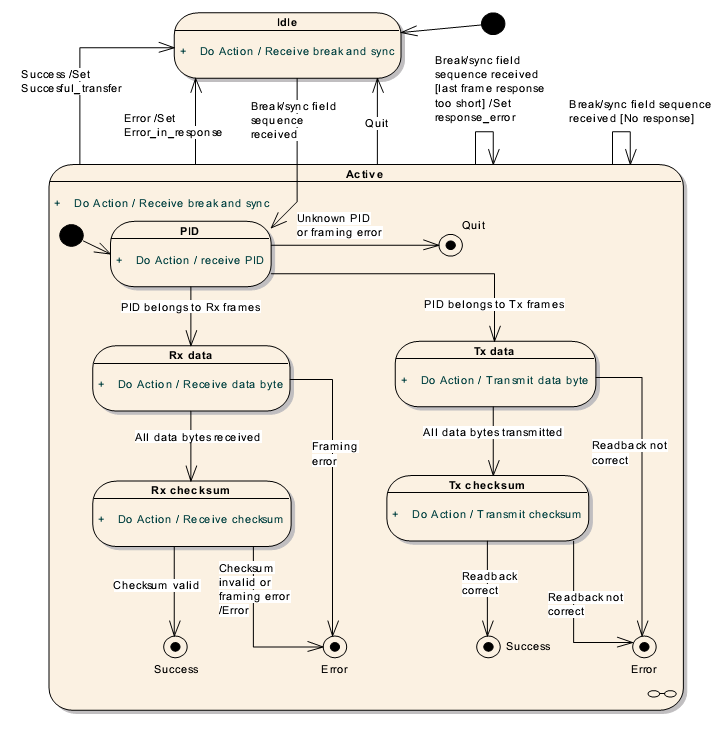 Idle
+ Do Action / Receive break and sync
Success /Set
Succesful_transfer
Error /Set
Error_in_response
Break/sync field
sequence
received
Quit
Break/sync field
sequence received
[last frame response
too short] /Set
response_error
Break/sync field sequence
received [No response]
Active
+ Do Action / Receive break and sync
PID
+ Do Action / receive PID
Unknown PID
or framing error
Quit
PID belongs to Rx frames
PID belongs to Tx frames
Rx data
+ Do Action / Receive data byte
Tx data
+ Do Action / Transmit data byte
All data bytes received
Framing
error
All data bytes transmitted
Readback not
correct
Rx checksum
+ Do Action / Receive checksum
Tx checksum
+ Do Action / Transmit checksum
Checksum valid
Checksum
invalid or
framing error
/Error
Readback
correct
Readback not
correct
Success
Error
Success
Error